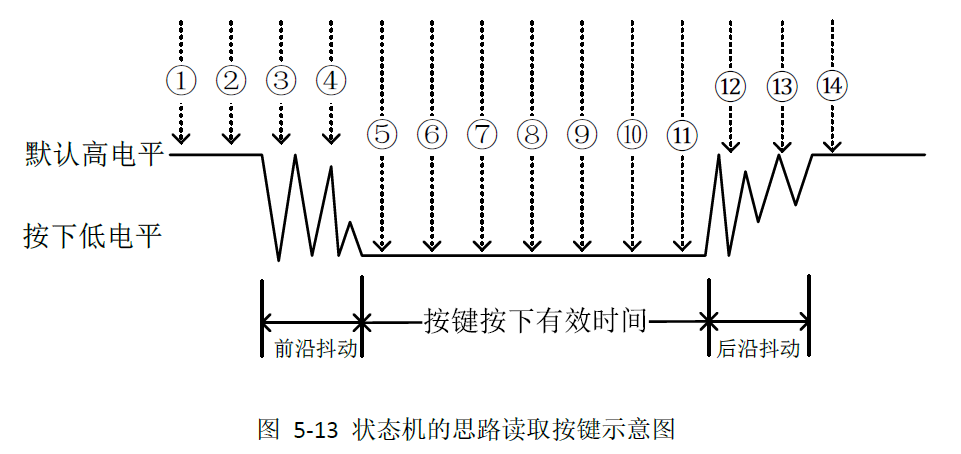 ① ② ③ ④ ⑫ ⑬ ⑭
⑤ ⑥ ⑦ ⑧ ⑨ ⑩ ⑪
默认高电平
按下低电平
按键按下有效时间
前沿抖动 后沿抖动
图 5-13 状态机的思路读取按键示意图